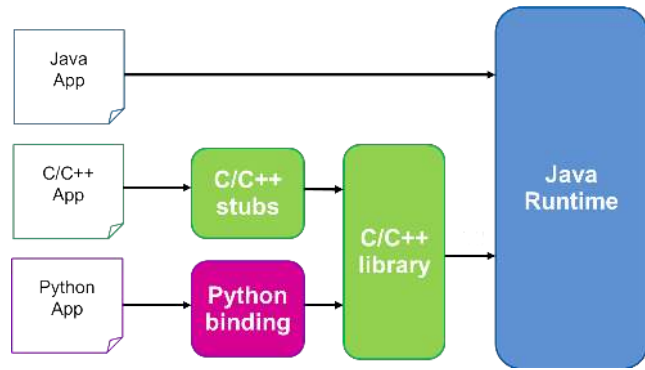 Java
App
C/C++
App
C/C++
stubs
Python
App
Python
binding
C/C++
library
Java
Runtime